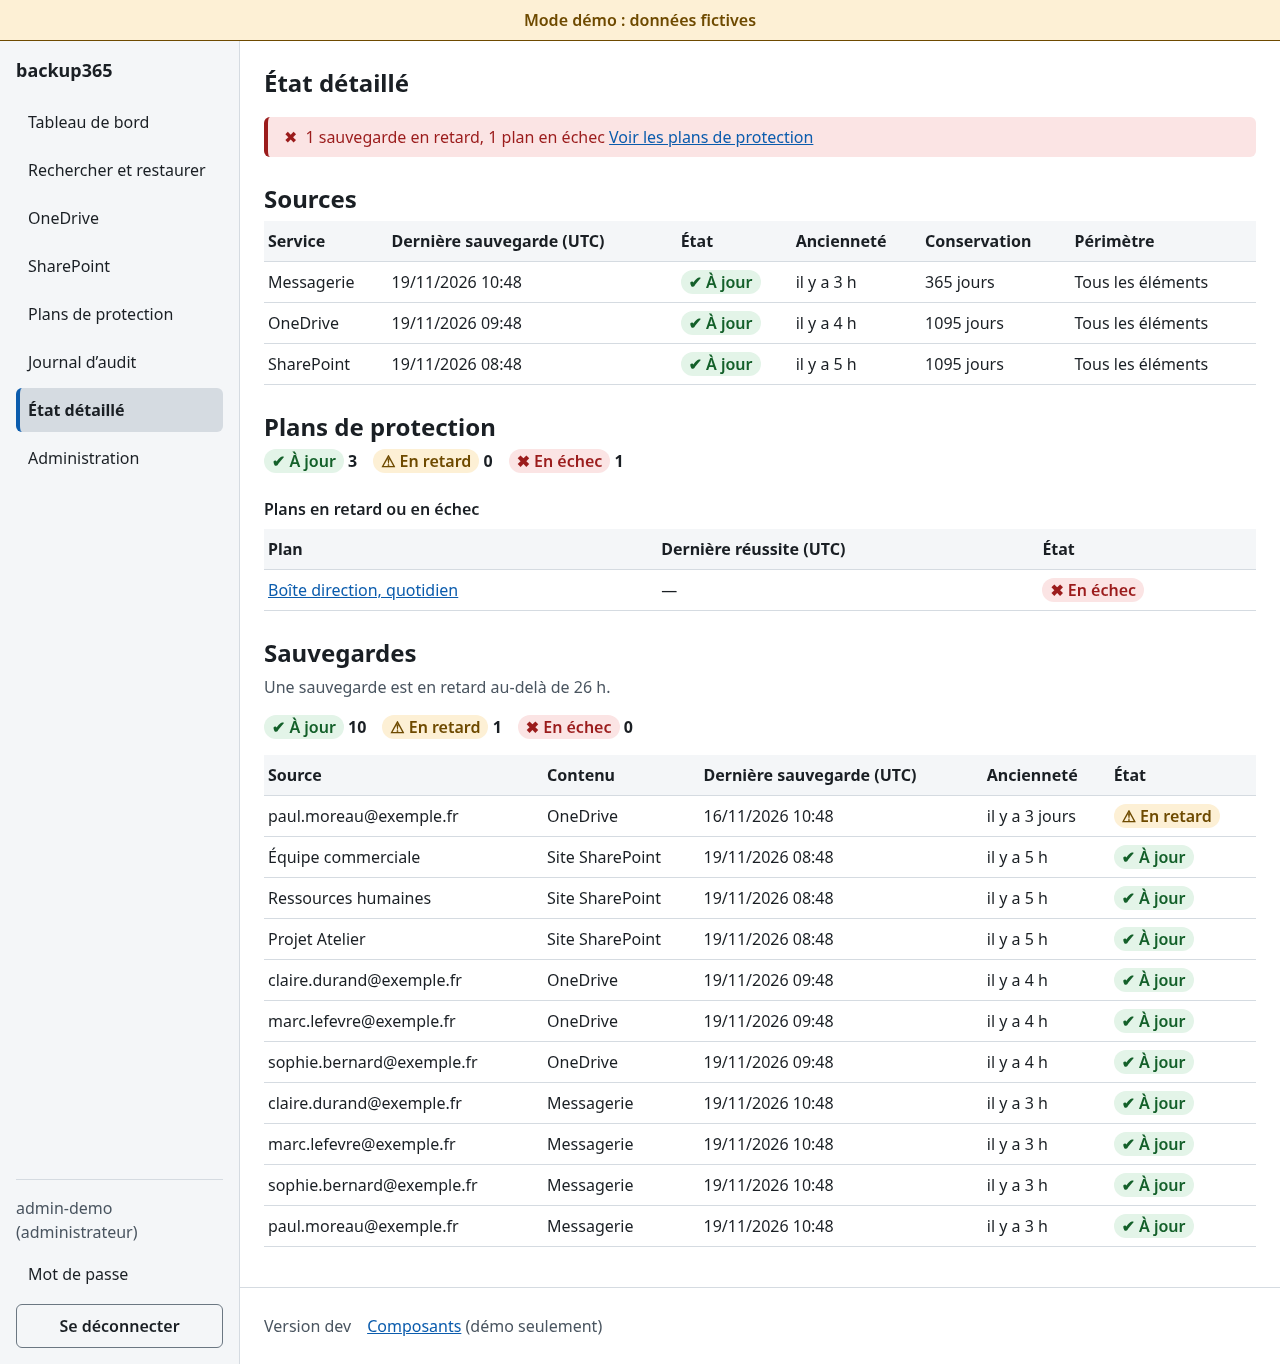 Mode démo : données fictives
backup365
Tableau de bord
Rechercher et restaurer
OneDrive
SharePoint
Plans de protection
Journal d’audit
État détaillé
Administration
admin-demo
(administrateur)
Mot de passe
Se déconnecter
État détaillé
✖ 1 sauvegarde en retard, 1 plan en échec Voir les plans de protection
Sources
Service Dernière sauvegarde (UTC) État Ancienneté Conservation Périmètre
Messagerie 19/11/2026 10:48 ✔ À jour il y a 3 h 365 jours Tous les éléments
OneDrive 19/11/2026 09:48 ✔ À jour il y a 4 h 1095 jours Tous les éléments
SharePoint 19/11/2026 08:48 ✔ À jour il y a 5 h 1095 jours Tous les éléments
Plans de protection
✔ À jour 3 ⚠ En retard 0 ✖ En échec 1
Plans en retard ou en échec
Plan Dernière réussite (UTC) État
Boîte direction, quotidien — ✖ En échec
Sauvegardes
Une sauvegarde est en retard au-delà de 26 h.
✔ À jour 10 ⚠ En retard 1 ✖ En échec 0
Source Contenu Dernière sauvegarde (UTC) Ancienneté État
paul.moreau@exemple.fr OneDrive 16/11/2026 10:48 il y a 3 jours ⚠ En retard
Équipe commerciale Site SharePoint 19/11/2026 08:48 il y a 5 h ✔ À jour
Ressources humaines Site SharePoint 19/11/2026 08:48 il y a 5 h ✔ À jour
Projet Atelier Site SharePoint 19/11/2026 08:48 il y a 5 h ✔ À jour
claire.durand@exemple.fr OneDrive 19/11/2026 09:48 il y a 4 h ✔ À jour
marc.lefevre@exemple.fr OneDrive 19/11/2026 09:48 il y a 4 h ✔ À jour
sophie.bernard@exemple.fr OneDrive 19/11/2026 09:48 il y a 4 h ✔ À jour
claire.durand@exemple.fr Messagerie 19/11/2026 10:48 il y a 3 h ✔ À jour
marc.lefevre@exemple.fr Messagerie 19/11/2026 10:48 il y a 3 h ✔ À jour
sophie.bernard@exemple.fr Messagerie 19/11/2026 10:48 il y a 3 h ✔ À jour
paul.moreau@exemple.fr Messagerie 19/11/2026 10:48 il y a 3 h ✔ À jour
Version dev Composants (démo seulement)